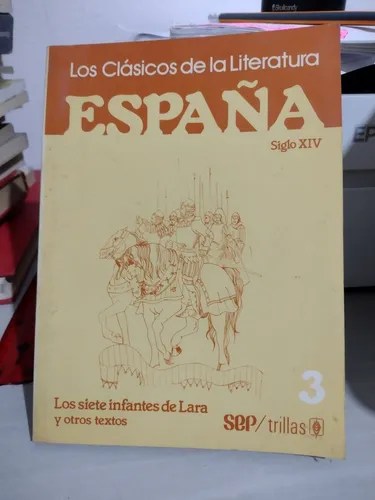 Los Clásicos de la Literatura
ESPAÑA
Siglo XIV
3
Los siete infantes de Lara
y otros textos
SEP/trillas